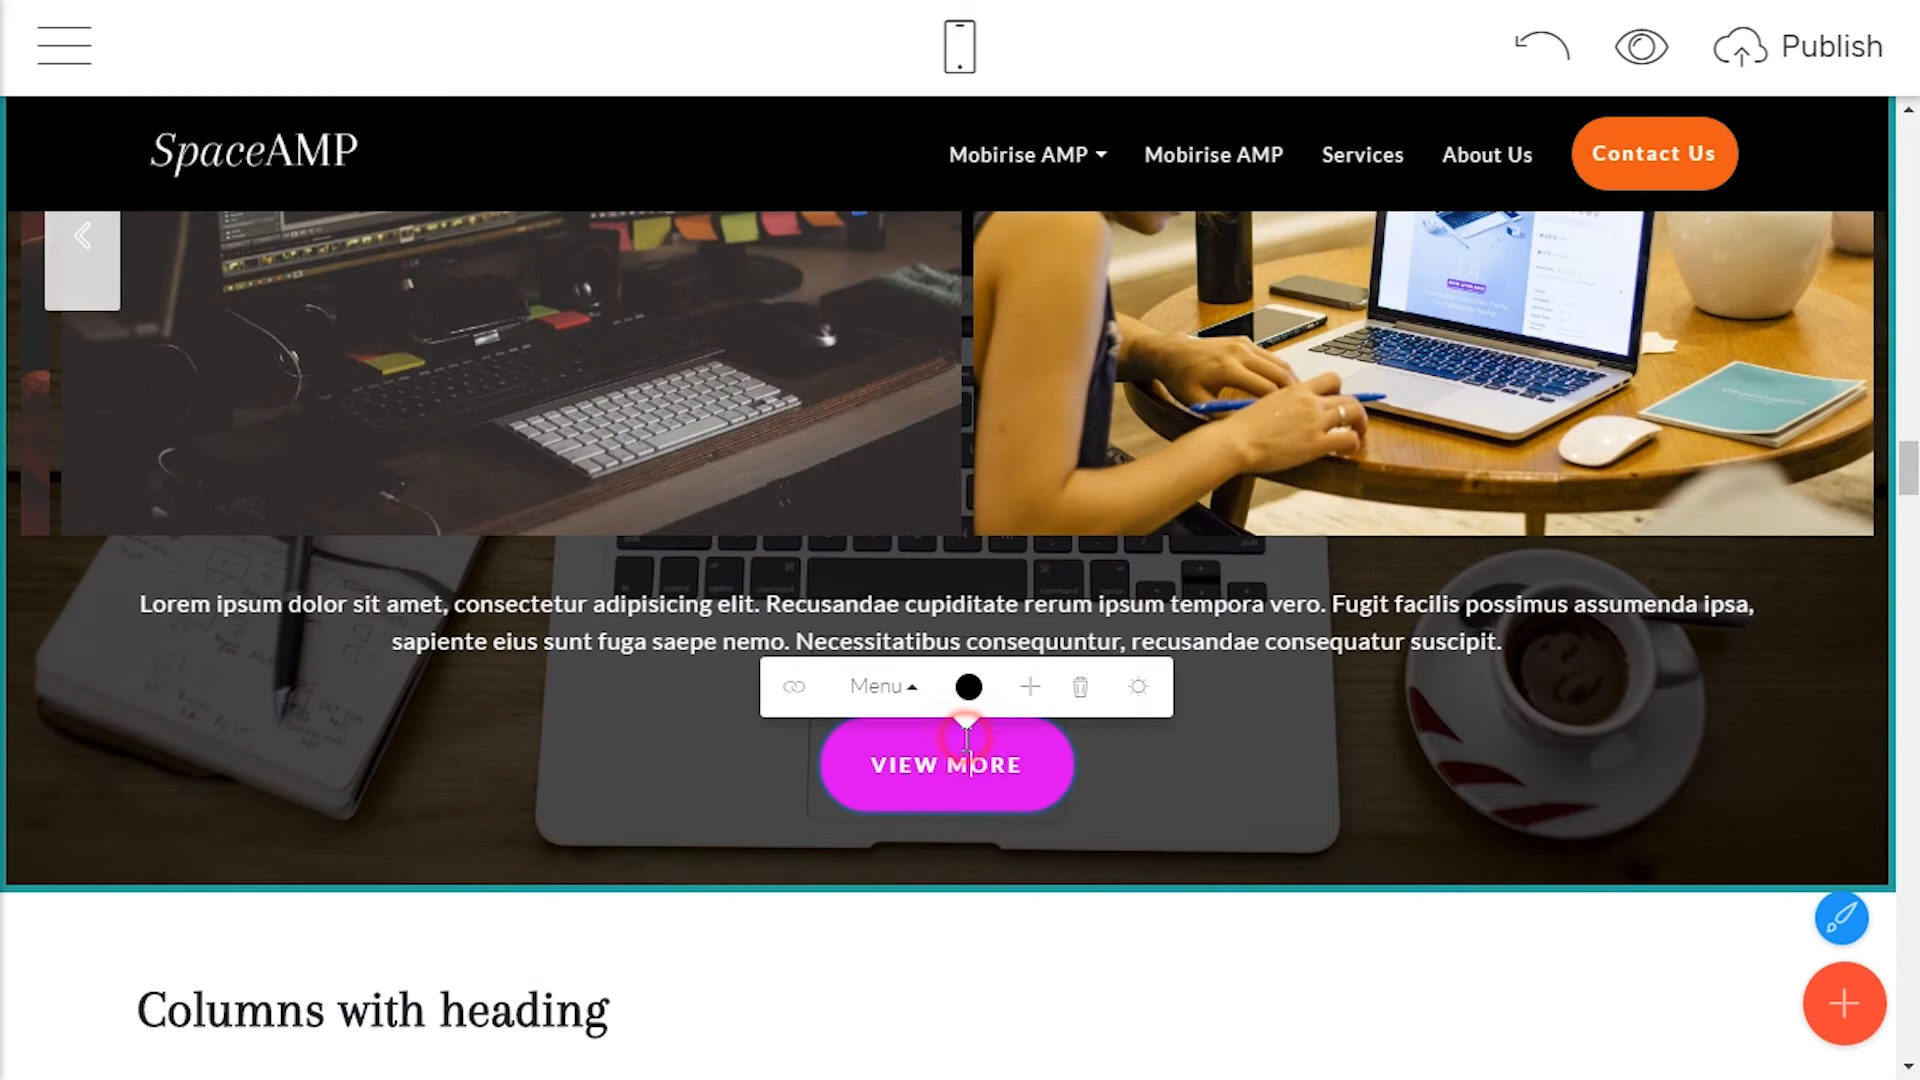 Publish
SpaceAMP
Mobirise AMP
Mobirise AMP
Services
About Us
Contact Us
Lorem ipsum dolor sit amet, consectetur adipisicing elit. Recusandae cupiditate rerum ipsum tempora vero. Fugit facilis possimus assumenda ipsa,
sapiente eius sunt fuga saepe nemo. Necessitatibus consequuntur, recusandae consequatur suscipit.
Menu
VIEW MORE
Columns with heading